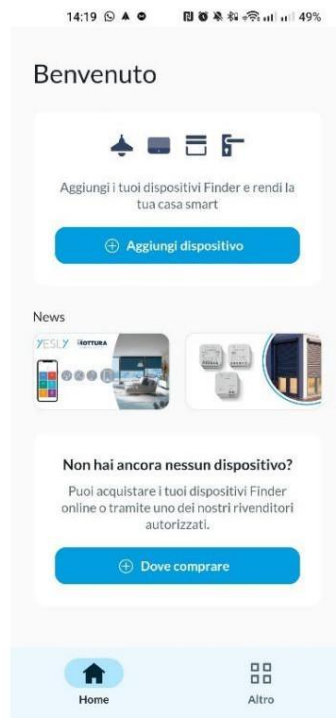 14:19 49%
Benvenuto
Aggiungi i tuoi dispositivi Finder e rendi la
tua casa smart
Aggiungi dispositivo
News
YESLY HOTTURA
Non hai ancora nessun dispositivo?
Puoi acquistare i tuoi dispositivi Finder
online o tramite uno dei nostri rivenditori
autorizzati.
Dove comprare
Home Altro